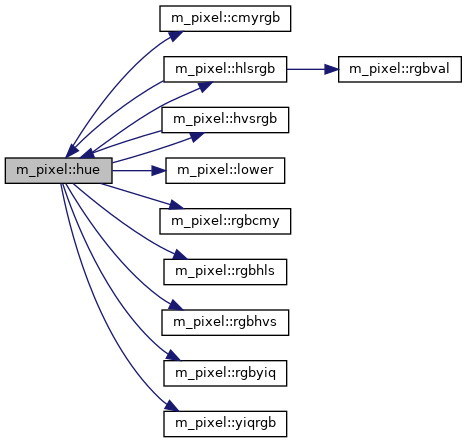 m_pixel::cmyrgb
m_pixel::hlsrgb
m_pixel::rgbval
m_pixel::hvsrgb
m_pixel::hue
m_pixel::lower
m_pixel::rgbcmy
m_pixel::rgbhls
m_pixel::rgbhvs
m_pixel::rgbyiq
m_pixel::yiqrgb